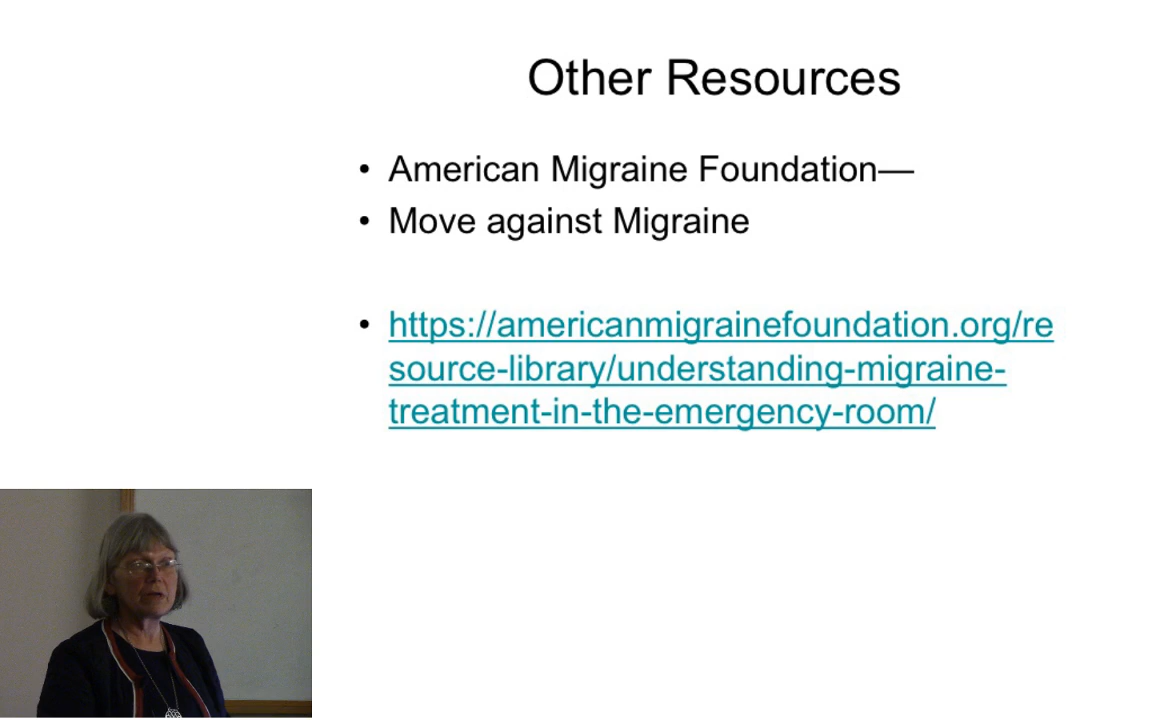 Other Resources
• American Migraine Foundation—
• Move against Migraine
• https://americanmigrainefoundation.org/re
source-library/understanding-migraine-
treatment-in-the-emergency-room/